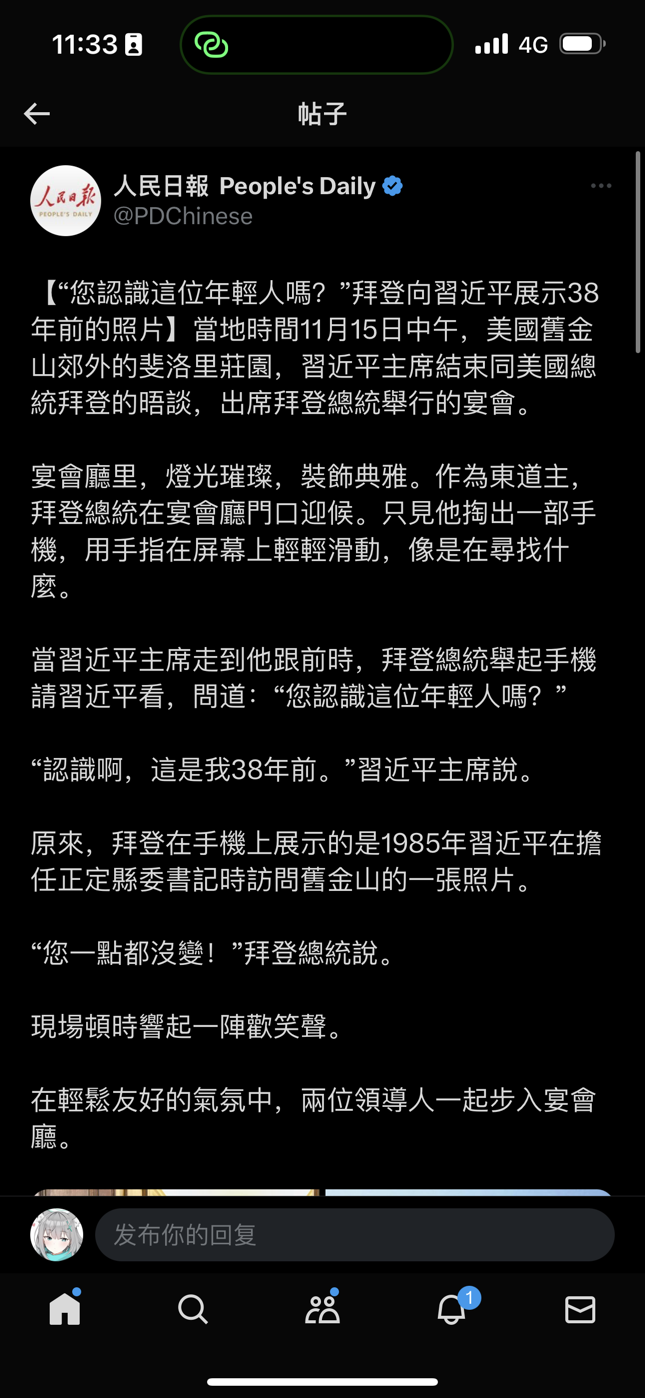 11:33
4G
帖子
人民日报
PEOPLE'S DAILY
人民日報 People's Daily
@PDChinese
【“您認識這位年輕人嗎？”拜登向習近平展示38
年前的照片】當地時間11月15日中午，美國舊金
山郊外的斐洛里莊園，習近平主席結束同美國總
統拜登的晤談，出席拜登總統舉行的宴會。
宴會廳里，燈光璀璨，裝飾典雅。作為東道主，
拜登總統在宴會廳門口迎候。只見他掏出一部手
機，用手指在屏幕上輕輕滑動，像是在尋找什
麼。
當習近平主席走到他跟前時，拜登總統舉起手機
請習近平看，問道：“您認識這位年輕人嗎？”
“認識啊，這是我38年前。”習近平主席說。
原來，拜登在手機上展示的是1985年習近平在擔
任正定縣委書記時訪問舊金山的一張照片。
“您一點都沒變！”拜登總統說。
現場頓時響起一陣歡笑聲。
在輕鬆友好的氣氛中，兩位領導人一起步入宴會
廳。
发布你的回复
1